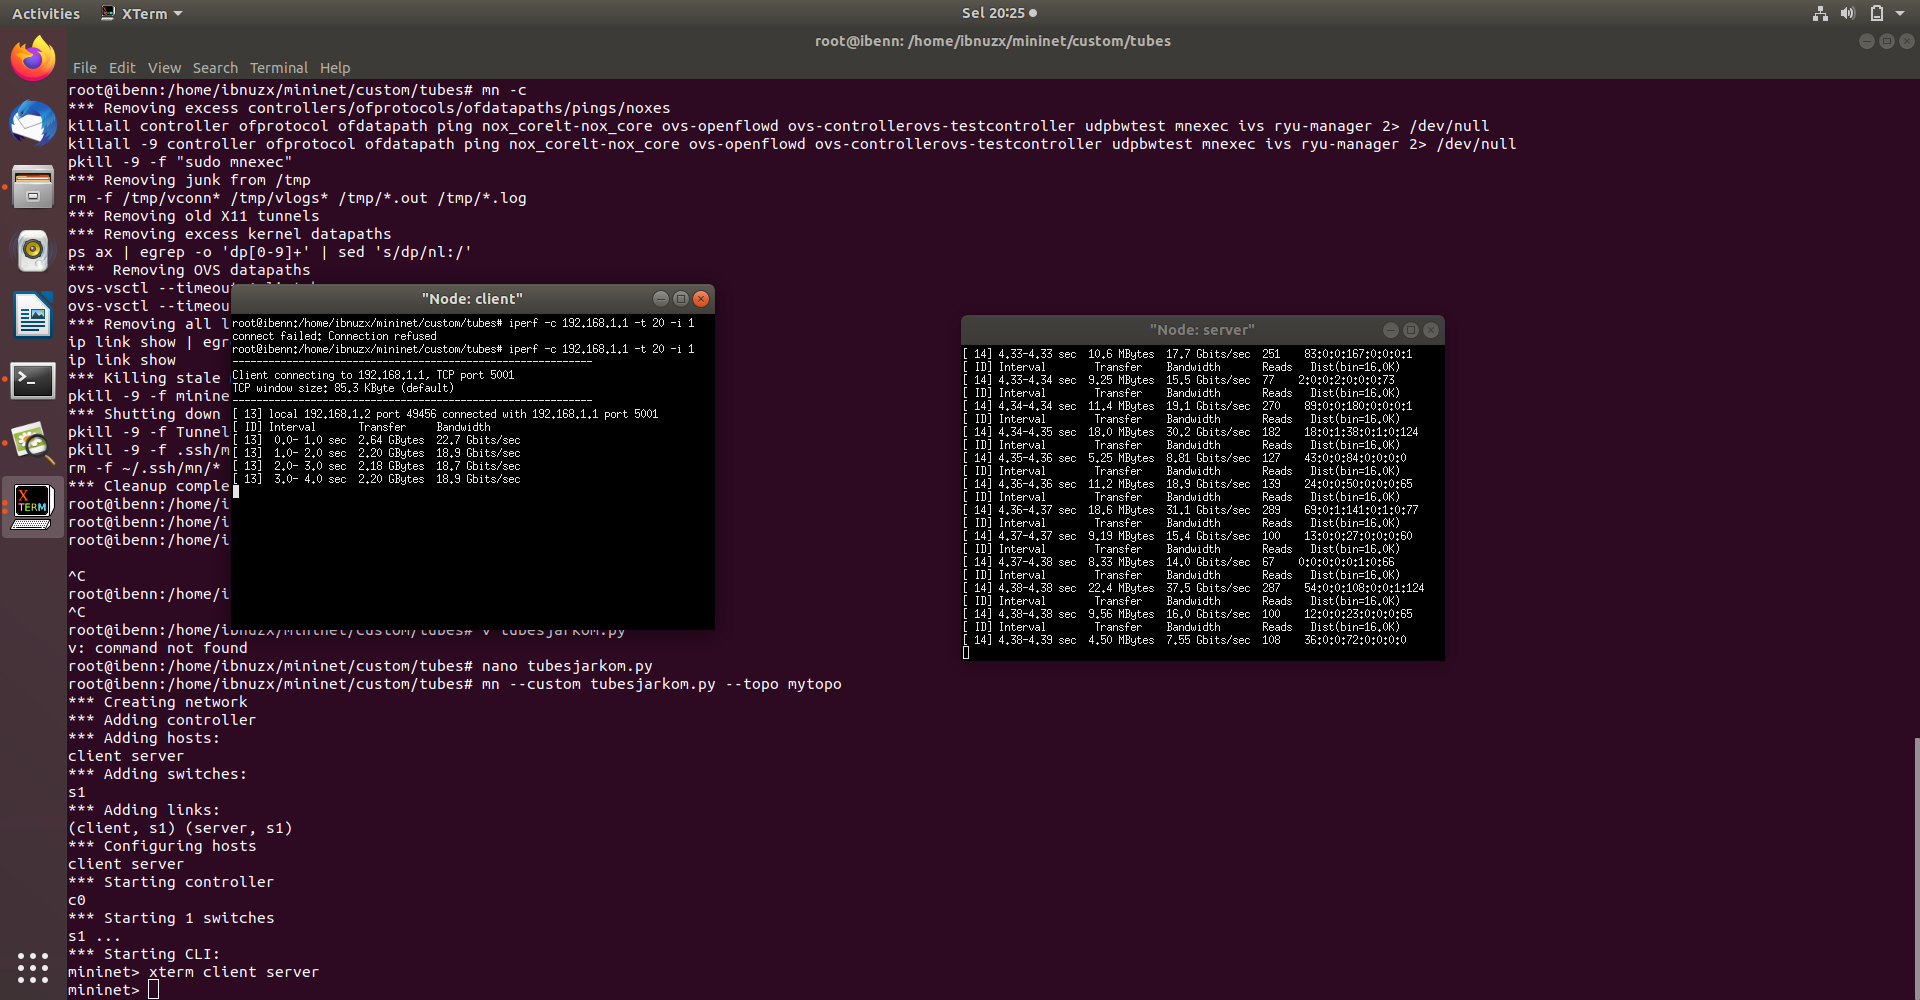 Activities XTerm Sel 20:25
root@ibenn: /home/ibnuzx/mininet/custom/tubes
File Edit View Search Terminal Help
root@ibenn:/home/ibnuzx/mininet/custom/tubes# mn -c
*** Removing excess controllers/ofprotocols/ofdatapaths/pings/noxes
killall controller ofprotocol ofdatapath ping nox_corelt-nox_core ovs-openflowd ovs-controllerovs-testcontroller udpbwtest mnexec ivs ryu-manager 2> /dev/null
killall -9 controller ofprotocol ofdatapath ping nox_corelt-nox_core ovs-openflowd ovs-controllerovs-testcontroller udpbwtest mnexec ivs ryu-manager 2> /dev/null
pkill -9 -f "sudo mnexec"
*** Removing junk from /tmp
rm -f /tmp/vconn* /tmp/vlogs* /tmp/*.out /tmp/*.log
*** Removing old X11 tunnels
*** Removing excess kernel datapaths
ps ax | egrep -o 'dp[0-9]+' | sed 's/dp/nl:/'
***  Removing OVS datapaths
ovs-vsctl --timeout
ovs-vsctl --timeou
*** Removing all l
ip link show | egr
ip link show
*** Killing stale
pkill -9 -f minine
*** Shutting down
pkill -9 -f Tunnel
pkill -9 -f .ssh/m
rm -f ~/.ssh/mn/*
*** Cleanup comple
root@ibenn:/home/i
root@ibenn:/home/i
root@ibenn:/home/i
^C
root@ibenn:/home/i
^C
root@ibenn:/home/ibnuzx/mininet/custom/tubes# v tubesjarkom.py
v: command not found
root@ibenn:/home/ibnuzx/mininet/custom/tubes# nano tubesjarkom.py
root@ibenn:/home/ibnuzx/mininet/custom/tubes# mn --custom tubesjarkom.py --topo mytopo
*** Creating network
*** Adding controller
*** Adding hosts:
client server
*** Adding switches:
s1
*** Adding links:
(client, s1) (server, s1)
*** Configuring hosts
client server
*** Starting controller
c0
*** Starting 1 switches
s1 ...
*** Starting CLI:
mininet> xterm client server
mininet>
"Node: client"
root@ibenn:/home/ibnuzx/mininet/custom/tubes# iperf -c 192.168.1.1 -t 20 -i 1
connect failed: Connection refused
root@ibenn:/home/ibnuzx/mininet/custom/tubes# iperf -c 192.168.1.1 -t 20 -i 1
------------------------------------------------------------
Client connecting to 192.168.1.1, TCP port 5001
TCP window size: 85.3 KByte (default)
------------------------------------------------------------
[ 13] local 192.168.1.2 port 49456 connected with 192.168.1.1 port 5001
[ ID] Interval       Transfer     Bandwidth
[ 13]  0.0- 1.0 sec  2.64 GBytes  22.7 Gbits/sec
[ 13]  1.0- 2.0 sec  2.20 GBytes  18.9 Gbits/sec
[ 13]  2.0- 3.0 sec  2.18 GBytes  18.7 Gbits/sec
[ 13]  3.0- 4.0 sec  2.20 GBytes  18.9 Gbits/sec
"Node: server"
[ 14] 4.33-4.33 sec  10.6 MBytes  17.7 Gbits/sec  251    83:0:0:167:0:0:0:1
[ ID] Interval        Transfer    Bandwidth       Reads   Dist(bin=16.0K)
[ 14] 4.33-4.34 sec  9.25 MBytes  15.5 Gbits/sec  77    2:0:0:2:0:0:0:73
[ ID] Interval        Transfer    Bandwidth       Reads   Dist(bin=16.0K)
[ 14] 4.34-4.34 sec  11.4 MBytes  19.1 Gbits/sec  270    89:0:0:180:0:0:0:1
[ ID] Interval        Transfer    Bandwidth       Reads   Dist(bin=16.0K)
[ 14] 4.34-4.35 sec  18.0 MBytes  30.2 Gbits/sec  182    18:0:1:38:0:1:0:124
[ ID] Interval        Transfer    Bandwidth       Reads   Dist(bin=16.0K)
[ 14] 4.35-4.36 sec  5.25 MBytes  8.81 Gbits/sec  127    43:0:0:84:0:0:0:0
[ ID] Interval        Transfer    Bandwidth       Reads   Dist(bin=16.0K)
[ 14] 4.36-4.36 sec  11.2 MBytes  18.9 Gbits/sec  139    24:0:0:50:0:0:0:65
[ ID] Interval        Transfer    Bandwidth       Reads   Dist(bin=16.0K)
[ 14] 4.36-4.37 sec  18.6 MBytes  31.1 Gbits/sec  289    69:0:1:141:0:1:0:77
[ ID] Interval        Transfer    Bandwidth       Reads   Dist(bin=16.0K)
[ 14] 4.37-4.37 sec  9.19 MBytes  15.4 Gbits/sec  100    13:0:0:27:0:0:0:60
[ ID] Interval        Transfer    Bandwidth       Reads   Dist(bin=16.0K)
[ 14] 4.37-4.38 sec  8.33 MBytes  14.0 Gbits/sec  67    0:0:0:0:0:1:0:66
[ ID] Interval        Transfer    Bandwidth       Reads   Dist(bin=16.0K)
[ 14] 4.38-4.38 sec  22.4 MBytes  37.5 Gbits/sec  287    54:0:0:108:0:0:1:124
[ ID] Interval        Transfer    Bandwidth       Reads   Dist(bin=16.0K)
[ 14] 4.38-4.38 sec  9.56 MBytes  16.0 Gbits/sec  100    12:0:0:23:0:0:0:65
[ ID] Interval        Transfer    Bandwidth       Reads   Dist(bin=16.0K)
[ 14] 4.38-4.39 sec  4.50 MBytes  7.55 Gbits/sec  108    36:0:0:72:0:0:0:0
X
TERM